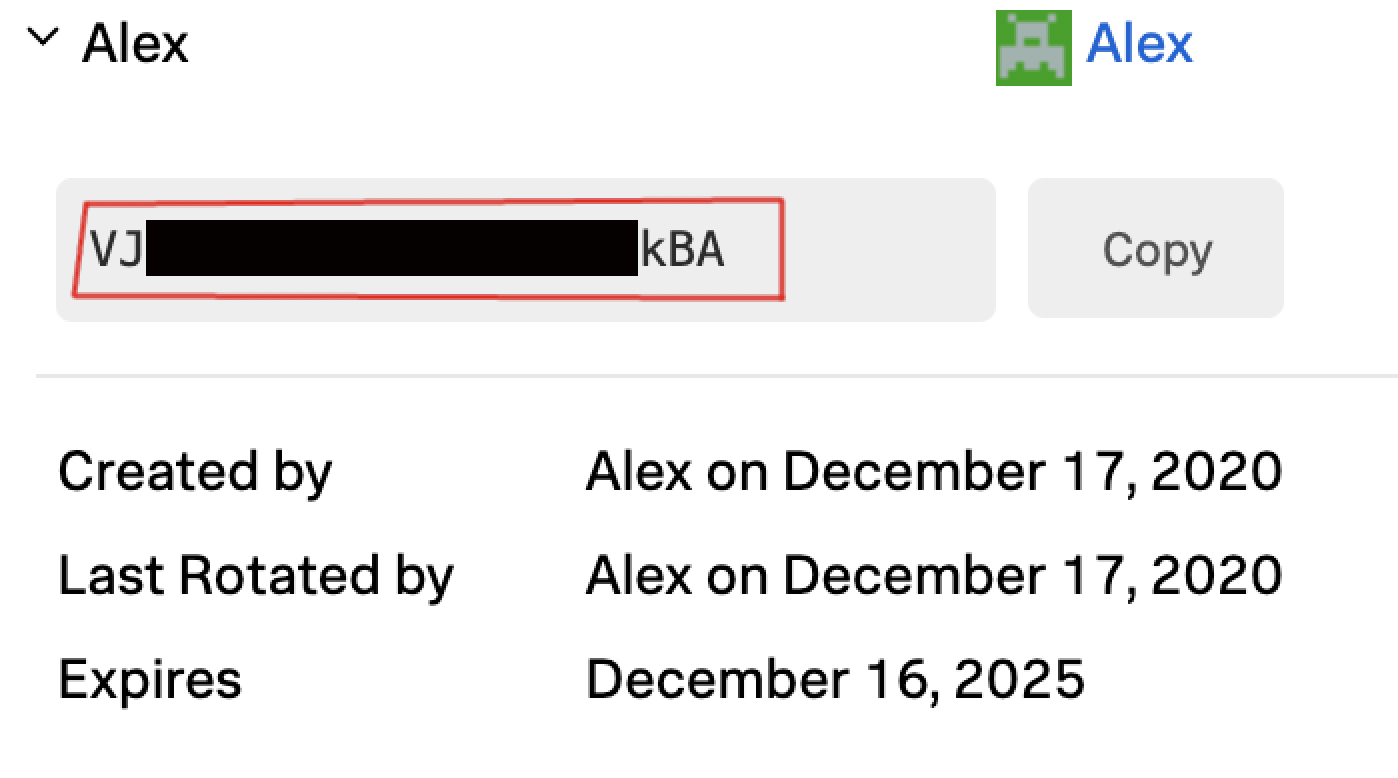 Alex
Alex
VJ kBA
Copy
Created by Alex on December 17, 2020
Last Rotated by Alex on December 17, 2020
Expires December 16, 2025